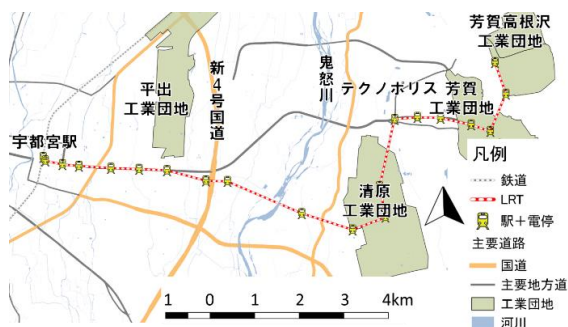 芳賀高根沢
工業団地
新4号国道
鬼怒川
平出
工業団地
テクノポリス
芳賀
工業団地
宇都宮駅
清原
工業団地
凡例
鉄道
LRT
駅+電停
主要道路
国道
主要地方道
工業団地
河川
1 0 1 2 3 4km